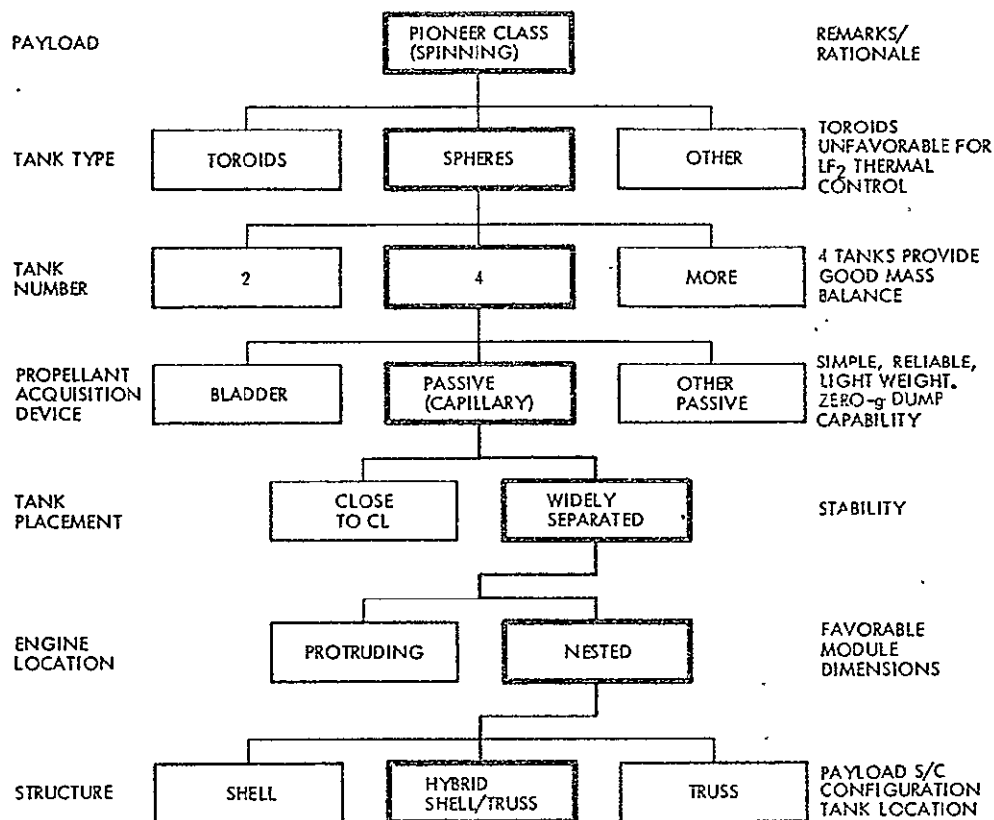 PAYLOAD
PIONEER CLASS
(SPINNING)
REMARKS/
RATIONALE
TANK TYPE
TOROIDS
SPHERES
OTHER
TOROIDS
UNFAVORABLE FOR
LF2 THERMAL
CONTROL
TANK
NUMBER
2
4
MORE
4 TANKS PROVIDE
GOOD MASS
BALANCE
PROPELLANT
ACQUISITION
DEVICE
BLADDER
PASSIVE
(CAPILLARY)
OTHER
PASSIVE
SIMPLE, RELIABLE,
LIGHT WEIGHT.
ZERO-g DUMP
CAPABILITY
TANK
PLACEMENT
CLOSE
TO CL
WIDELY
SEPARATED
STABILITY
ENGINE
LOCATION
PROTRUDING
NESTED
FAVORABLE
MODULE
DIMENSIONS
STRUCTURE
SHELL
HYBRID
SHELL/TRUSS
TRUSS
PAYLOAD S/C
CONFIGURATION
TANK LOCATION